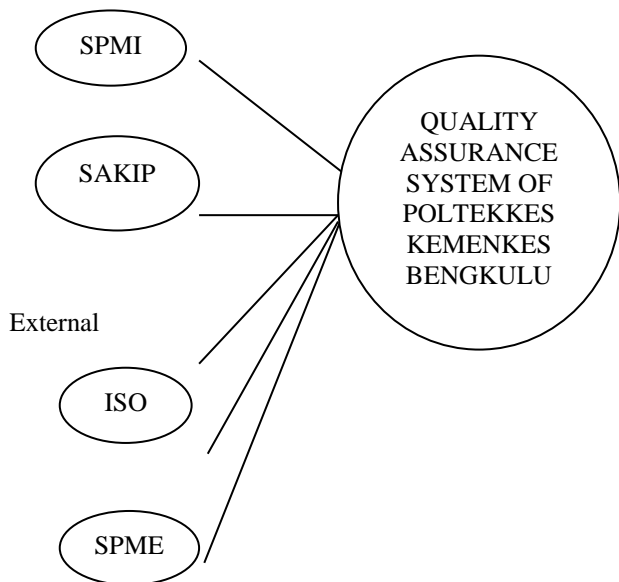 SPMI
SAKIP
External
ISO
SPME
QUALITY
ASSURANCE
SYSTEM OF
POLTEKKES
KEMENKES
BENGKULU